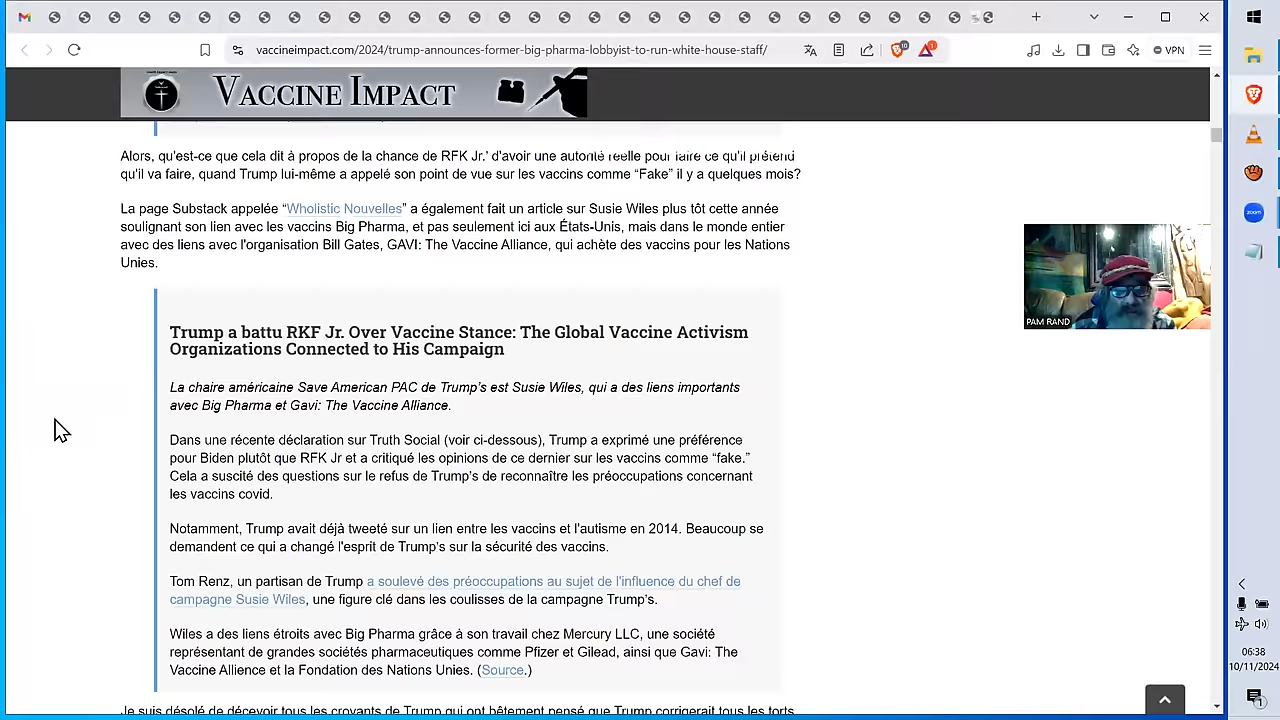 vaccineimpact.com/2024/trump-announces-former-big-pharma-lobbyist-to-run-white-house-staff/
10
1
VPN
VACCINE IMPACT
Alors, qu'est-ce que cela dit à propos de la chance de RFK Jr.' d'avoir une autorité réelle pour faire ce qu'il prétend
qu'il va faire, quand Trump lui-même a appelé son point de vue sur les vaccins comme “Fake” il y a quelques mois?
La page Substack appelée “Wholistic Nouvelles” a également fait un article sur Susie Wiles plus tôt cette année
soulignant son lien avec les vaccins Big Pharma, et pas seulement ici aux États-Unis, mais dans le monde entier
avec des liens avec l'organisation Bill Gates, GAVI: The Vaccine Alliance, qui achète des vaccins pour les Nations
Unies.
Trump a battu RKF Jr. Over Vaccine Stance: The Global Vaccine Activism
Organizations Connected to His Campaign
La chaire américaine Save American PAC de Trump’s est Susie Wiles, qui a des liens importants
avec Big Pharma et Gavi: The Vaccine Alliance.
Dans une récente déclaration sur Truth Social (voir ci-dessous), Trump a exprimé une préférence
pour Biden plutôt que RFK Jr et a critiqué les opinions de ce dernier sur les vaccins comme “fake.”
Cela a suscité des questions sur le refus de Trump’s de reconnaître les préoccupations concernant
les vaccins covid.
Notamment, Trump avait déjà tweeté sur un lien entre les vaccins et l'autisme en 2014. Beaucoup se
demandent ce qui a changé l'esprit de Trump’s sur la sécurité des vaccins.
Tom Renz, un partisan de Trump a soulevé des préoccupations au sujet de l'influence du chef de
campagne Susie Wiles, une figure clé dans les coulisses de la campagne Trump’s.
Wiles a des liens étroits avec Big Pharma grâce à son travail chez Mercury LLC, une société
représentant de grandes sociétés pharmaceutiques comme Pfizer et Gilead, ainsi que Gavi: The
Vaccine Alliance et la Fondation des Nations Unies. (Source.)
Je suis désolé de décevoir tous les croyants de Trump qui ont bêtement pensé que Trump corrigerait tous les torts
PAM RAND
zoom
06:38
10/11/2024
1